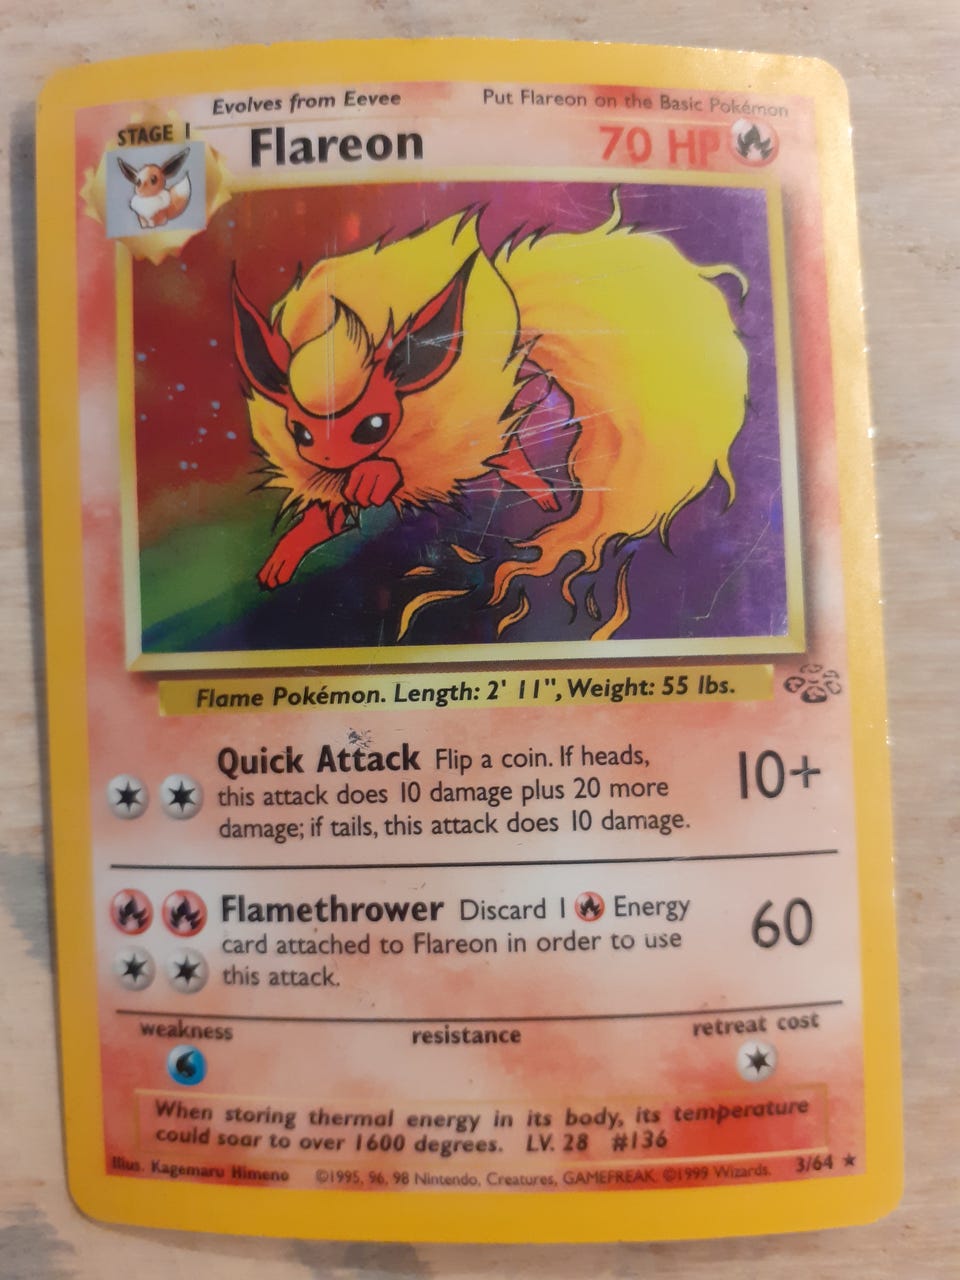 Evolves from Eevee
Put Flareon on the Basic Pokémon
STAGE 1
Flareon
70 HP
Flame Pokémon. Length: 2' 11", Weight: 55 lbs.
Quick Attack Flip a coin. If heads,
this attack does 10 damage plus 20 more
damage; if tails, this attack does 10 damage.
10+
Flamethrower Discard 1 Energy
card attached to Flareon in order to use
this attack.
60
weakness
resistance
retreat cost
When storing thermal energy in its body, its temperature
could soar to over 1600 degrees. LV. 28 #136
Illus. Kagemaru Himeno ©1995, 96, 98 Nintendo, Creatures, GAMEFREAK. ©1999 Wizards. 3/64 ★